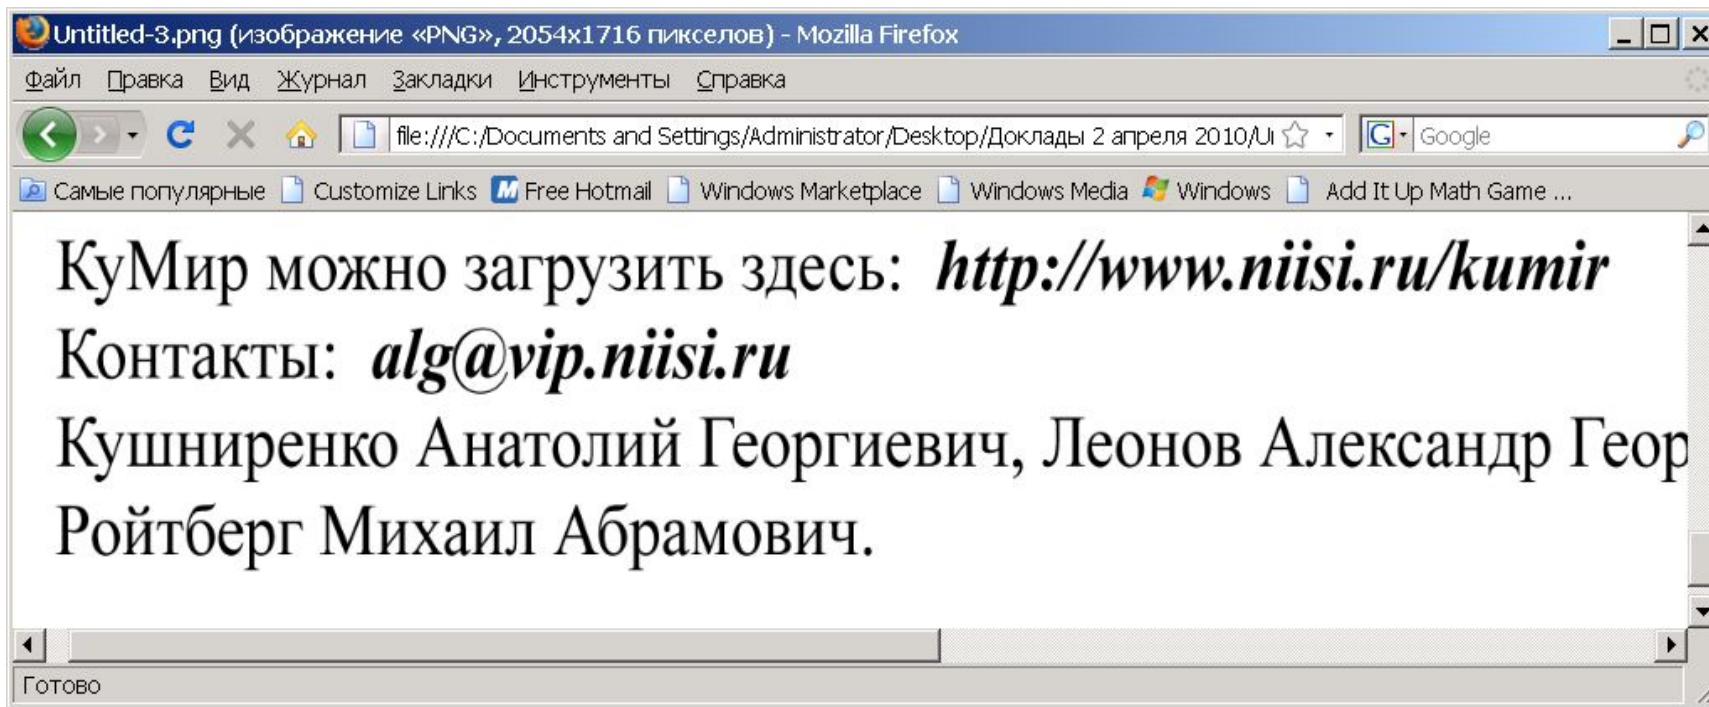 Untitled-3.png (изображение «PNG», 2054x1716 пикселов) - Mozilla Firefox
Файл Правка Вид Журнал Закладки Инструменты Справка
file:///C:/Documents and Settings/Administrator/Desktop/Доклады 2 апреля 2010/ G Google
Самые популярные Customize Links Free Hotmail Windows Marketplace Windows Media Windows Add It Up Math Game ...
КуМир можно загрузить здесь: http://www.niisi.ru/kumir
Контакты: alg@vip.niisi.ru
Кушниренко Анатолий Георгиевич, Леонов Александр Геор
Ройтберг Михаил Абрамович.
Готово